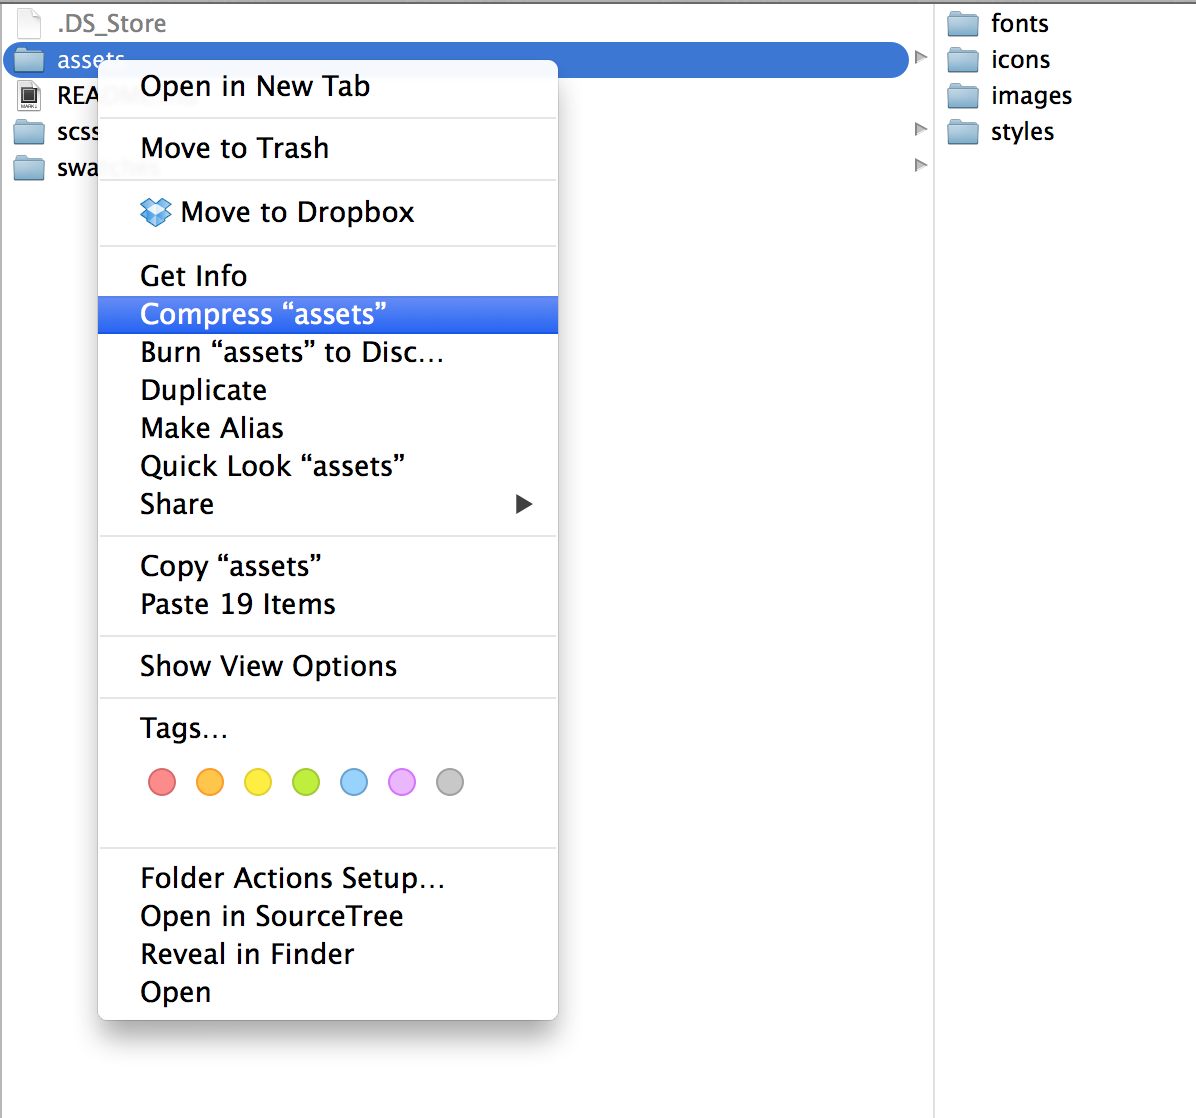 .DS_Store
assets
REA
scss
swatches
Open in New Tab
Move to Trash
Move to Dropbox
Get Info
Compress “assets”
Burn “assets” to Disc...
Duplicate
Make Alias
Quick Look “assets”
Share
Copy “assets”
Paste 19 Items
Show View Options
Tags...
Folder Actions Setup...
Open in SourceTree
Reveal in Finder
Open
fonts
icons
images
styles